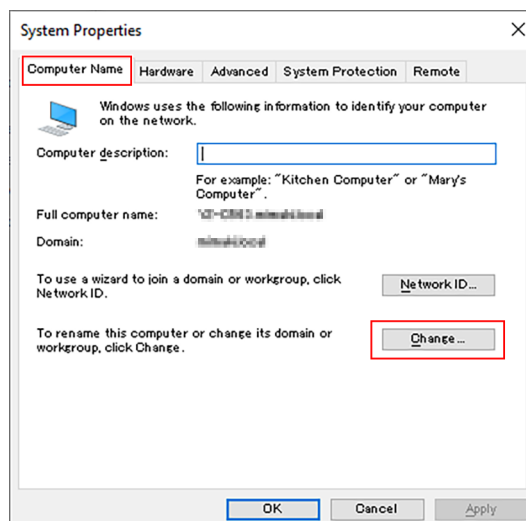 System Properties
Computer Name Hardware Advanced System Protection Remote
Windows uses the following information to identify your computer
on the network.
Computer description:
For example: "Kitchen Computer" or "Mary's
Computer".
Full computer name:
Domain:
To use a wizard to join a domain or workgroup, click
Network ID.
Network ID...
To rename this computer or change its domain or
workgroup, click Change.
Change...
OK Cancel Apply